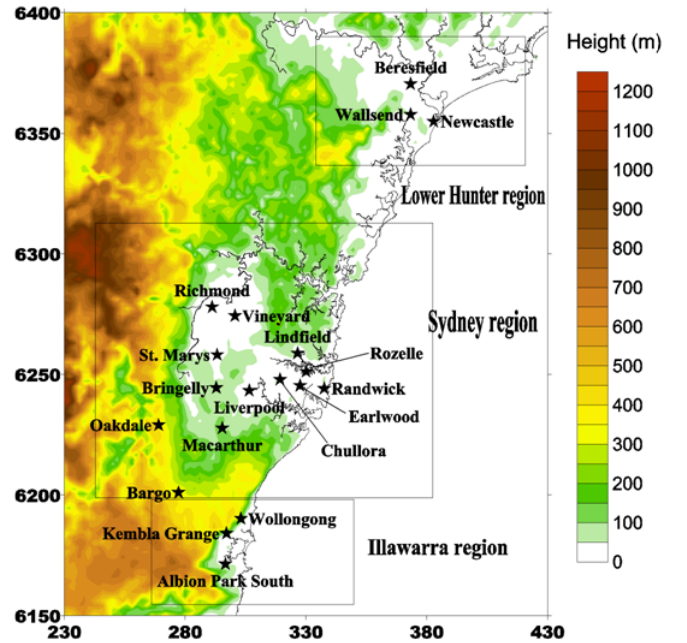 6400
Height (m)
Beresfield
1200
Wallsend
Newcastle
1100
6350
1000
Lower Hunter region
900
6300
800
Richmond
700
Vineyard
Sydney region
Lindfield
600
St. Marys
Rozelle
500
6250
Bringelly
Randwick
400
Liverpool
Earlwood
Oakdale
300
Macarthur
Chullora
200
6200
Bargo
100
Wollongong
0
Kembla Grange
Illawarra region
Albion Park South
6150
230 280 330 380 430